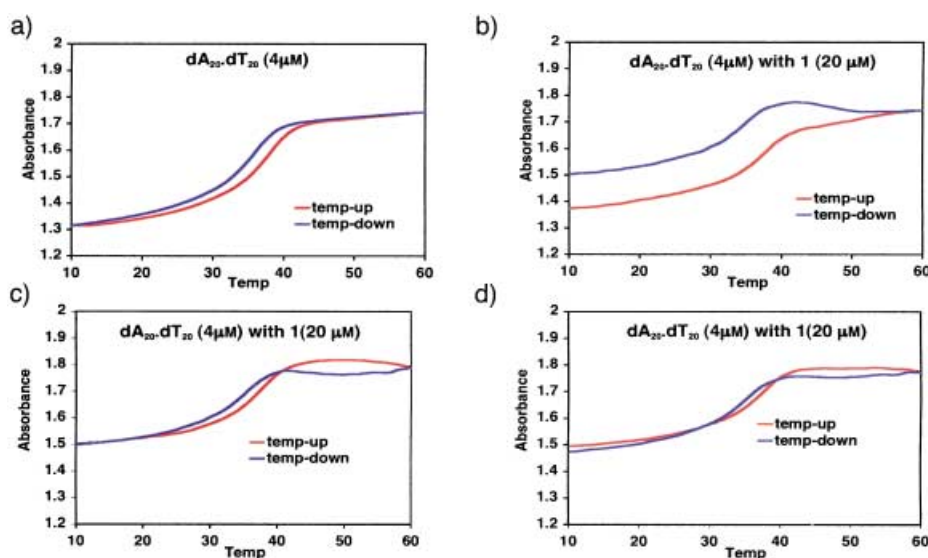 a)
dA₂₀.dT₂₀ (4µM)
Absorbance
2
1.9
1.8
1.7
1.6
1.5
1.4
1.3
1.2
temp-up
temp-down
10 20 30 40 50 60
Temp
b)
dA₂₀.dT₂₀ (4µM) with 1 (20 µM)
Absorbance
2
1.9
1.8
1.7
1.6
1.5
1.4
1.3
1.2
temp-up
temp-down
10 20 30 40 50 60
Temp
c)
dA₂₀.dT₂₀ (4µM) with 1(20 µM)
Absorbance
2
1.9
1.8
1.7
1.6
1.5
1.4
1.3
1.2
temp-up
temp-down
10 20 30 40 50 60
Temp
d)
dA₂₀.dT₂₀ (4µM) with 1(20 µM)
Absorbance
2
1.9
1.8
1.7
1.6
1.5
1.4
1.3
1.2
temp-up
temp-down
10 20 30 40 50 60
Temp